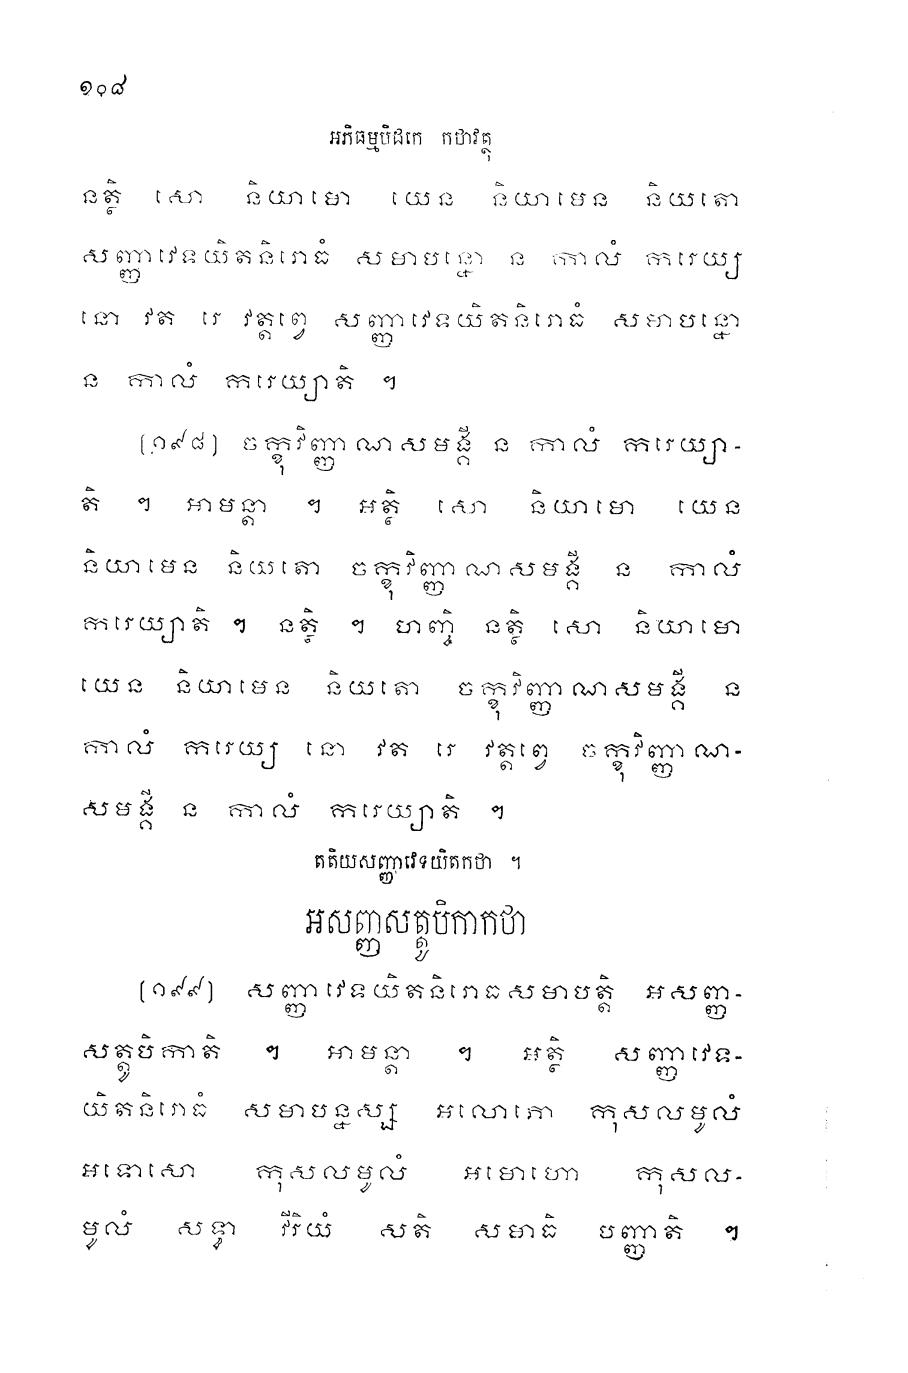 ១០៨
អភិធម្មបិដកេ កថាវត្ថុ
នត្ថិ សោ និយាមោ យេន និយាមេន និយតោ
សញ្ញាវេទយិតនិរោធំ សមាបន្នោ ន កាលំ ករេយ្យ
នោ វត រេ វត្តព្វេ សញ្ញាវេទយិតនិរោធំ សមាបន្នោ
ន កាលំ ករេយ្យាតិ ។
[១៩៨] ចក្ខុវិញ្ញាណសមង្គី ន កាលំ ករេយ្យា-
តិ ។ អាមន្តា ។ អត្ថិ សោ និយាមោ យេន
និយាមេន និយតោ ចក្ខុវិញ្ញាណសមង្គី ន កាលំ
ករេយ្យាតិ ។ នត្ថិ ។ ហញ្ចិ នត្ថិ សោ និយាមោ
យេន និយាមេន និយតោ ចក្ខុវិញ្ញាណសមង្គី ន
កាលំ ករេយ្យ នោ វត រេ វត្តព្វេ ចក្ខុវិញ្ញាណ-
សមង្គី ន កាលំ ករេយ្យាតិ ។
តតិយសញ្ញាវេទយិតកថា ។
អសញ្ញសត្តូបិកាកថា
[១៩៩] សញ្ញាវេទយិតនិរោធសមាបត្តិ អសញ្ញ-
សត្តូបិកាតិ ។ អាមន្តា ។ អត្ថិ សញ្ញាវេទ-
យិតនិរោធំ សមាបន្នស្ស អលោភោ កុសលមូលំ
អទោសោ កុសលមូលំ អមោហោ កុសល-
មូលំ សទ្ធា វីរិយំ សតិ សមាធិ បញ្ញាតិ ។